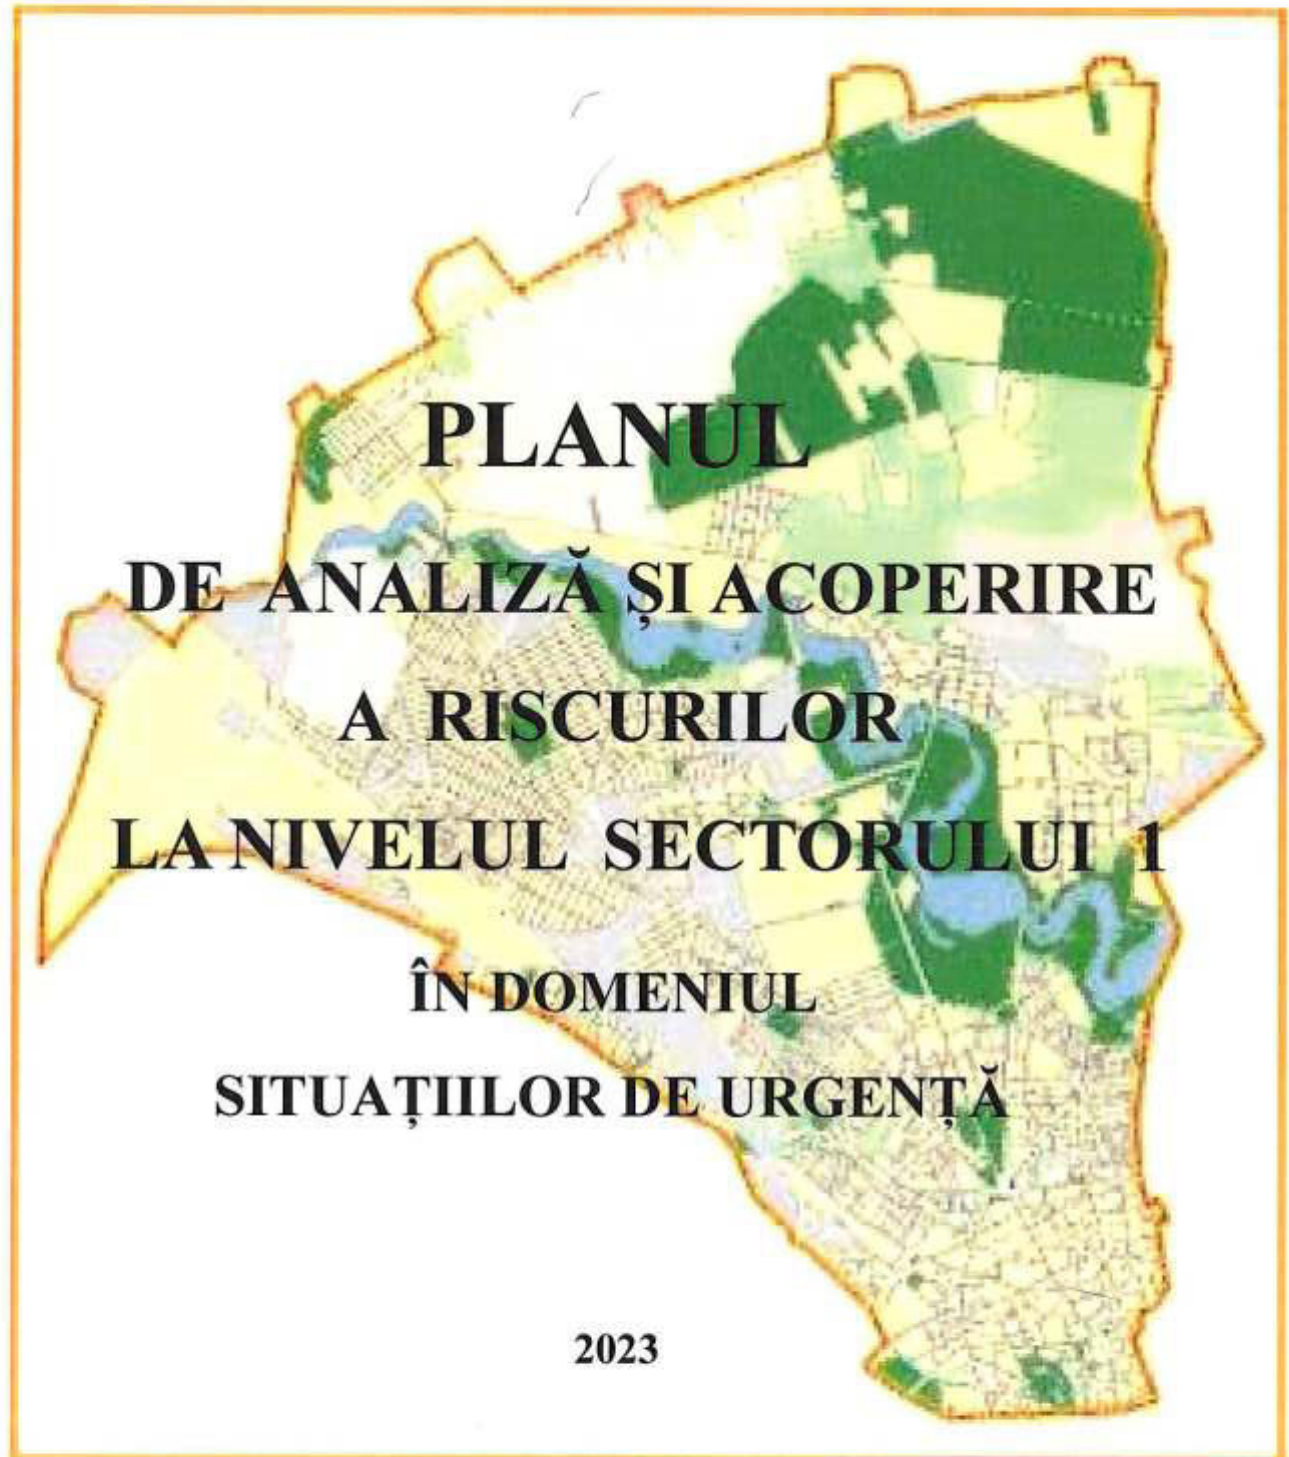 PLANUL
DE ANALIZĂ ȘI ACOPERIRE
A RISCURILOR
LA NIVELUL SECTORULUI 1
ÎN DOMENIUL
SITUAȚIILOR DE URGENȚĂ
2023